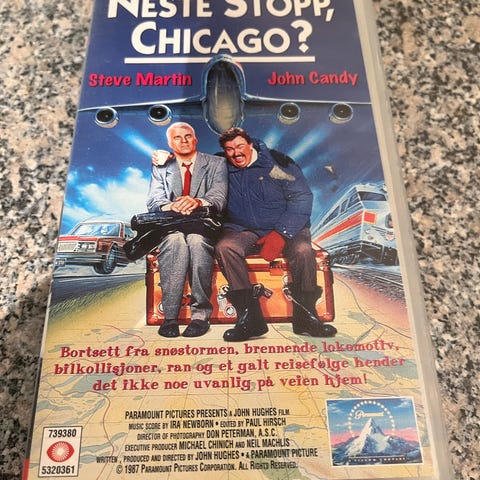 NESTE STOPP,
CHICAGO?
Steve Martin John Candy
Bortsett fra snøstormen, brennende lokomotiv,
bilkollisjoner, ran og et galt reisefølge hender
det ikke noe uvanlig på veien hjem!
PARAMOUNT PICTURES PRESENTS A JOHN HUGHES FILM
MUSIC SCORE BY IRA NEWBORN • EDITED BY PAUL HIRSCH
DIRECTOR OF PHOTOGRAPHY DON PETERMAN, A.S.C.
EXECUTIVE PRODUCER MICHAEL CHINICH AND NEIL MACHLIS
WRITTEN, PRODUCED AND DIRECTED BY JOHN HUGHES • A PARAMOUNT PICTURE
© 1987 PARAMOUNT PICTURES CORPORATION. ALL RIGHTS RESERVED.
739380
5320361
Paramount